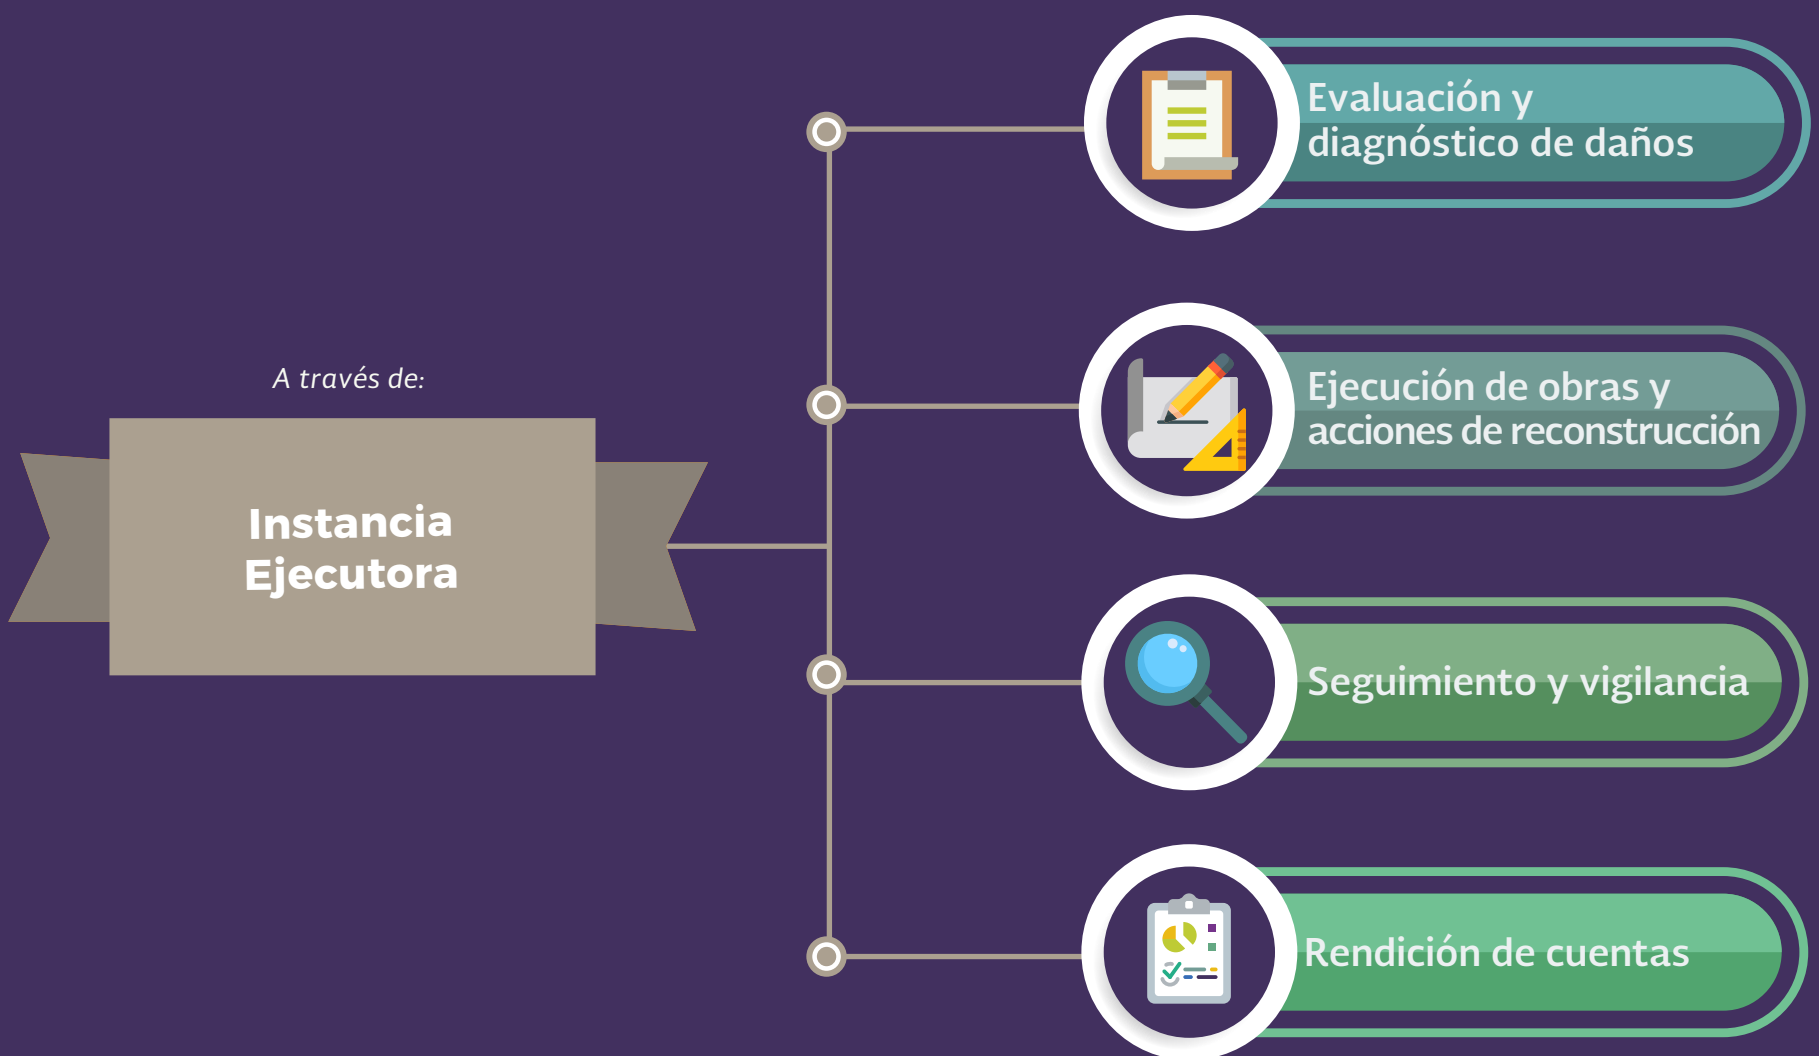 A través de:
Instancia
Ejecutora
Evaluación y
diagnóstico de daños
Ejecución de obras y
acciones de reconstrucción
Seguimiento y vigilancia
Rendición de cuentas